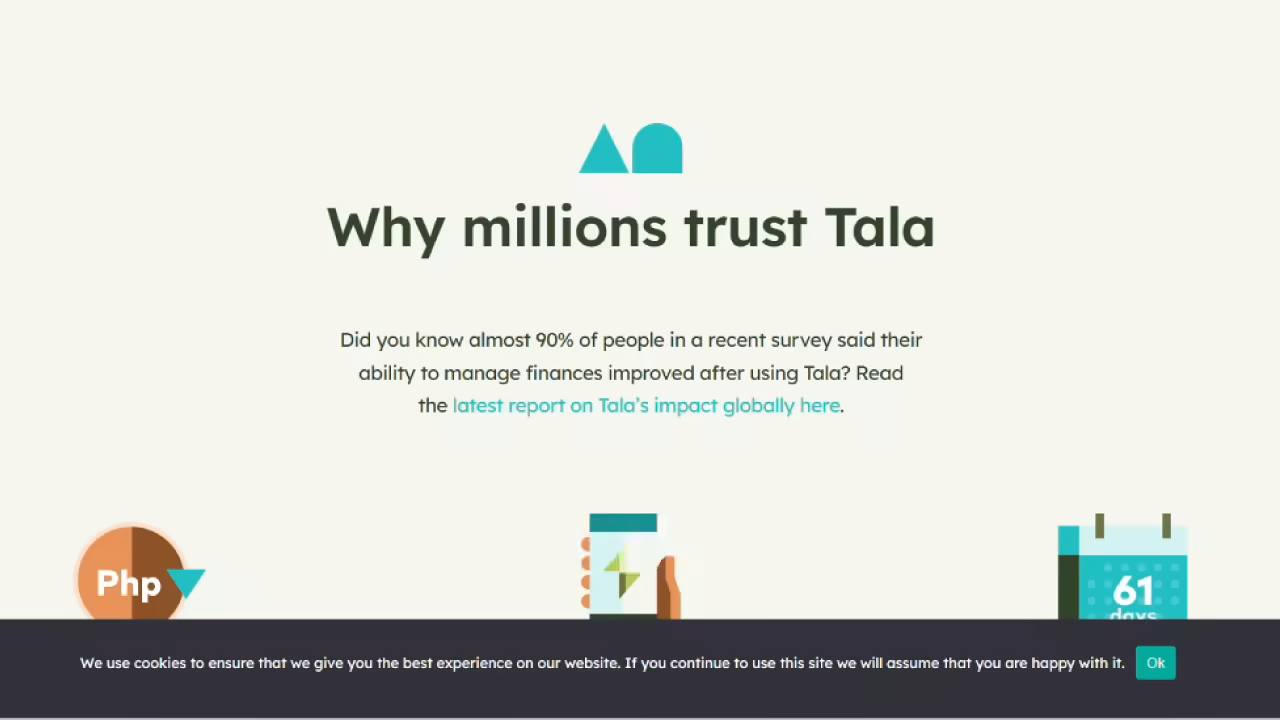 Why millions trust Tala
Did you know almost 90% of people in a recent survey said their
ability to manage finances improved after using Tala? Read
the latest report on Tala's impact globally here.
Php
61
days
We use cookies to ensure that we give you the best experience on our website. If you continue to use this site we will assume that you are happy with it.
Ok